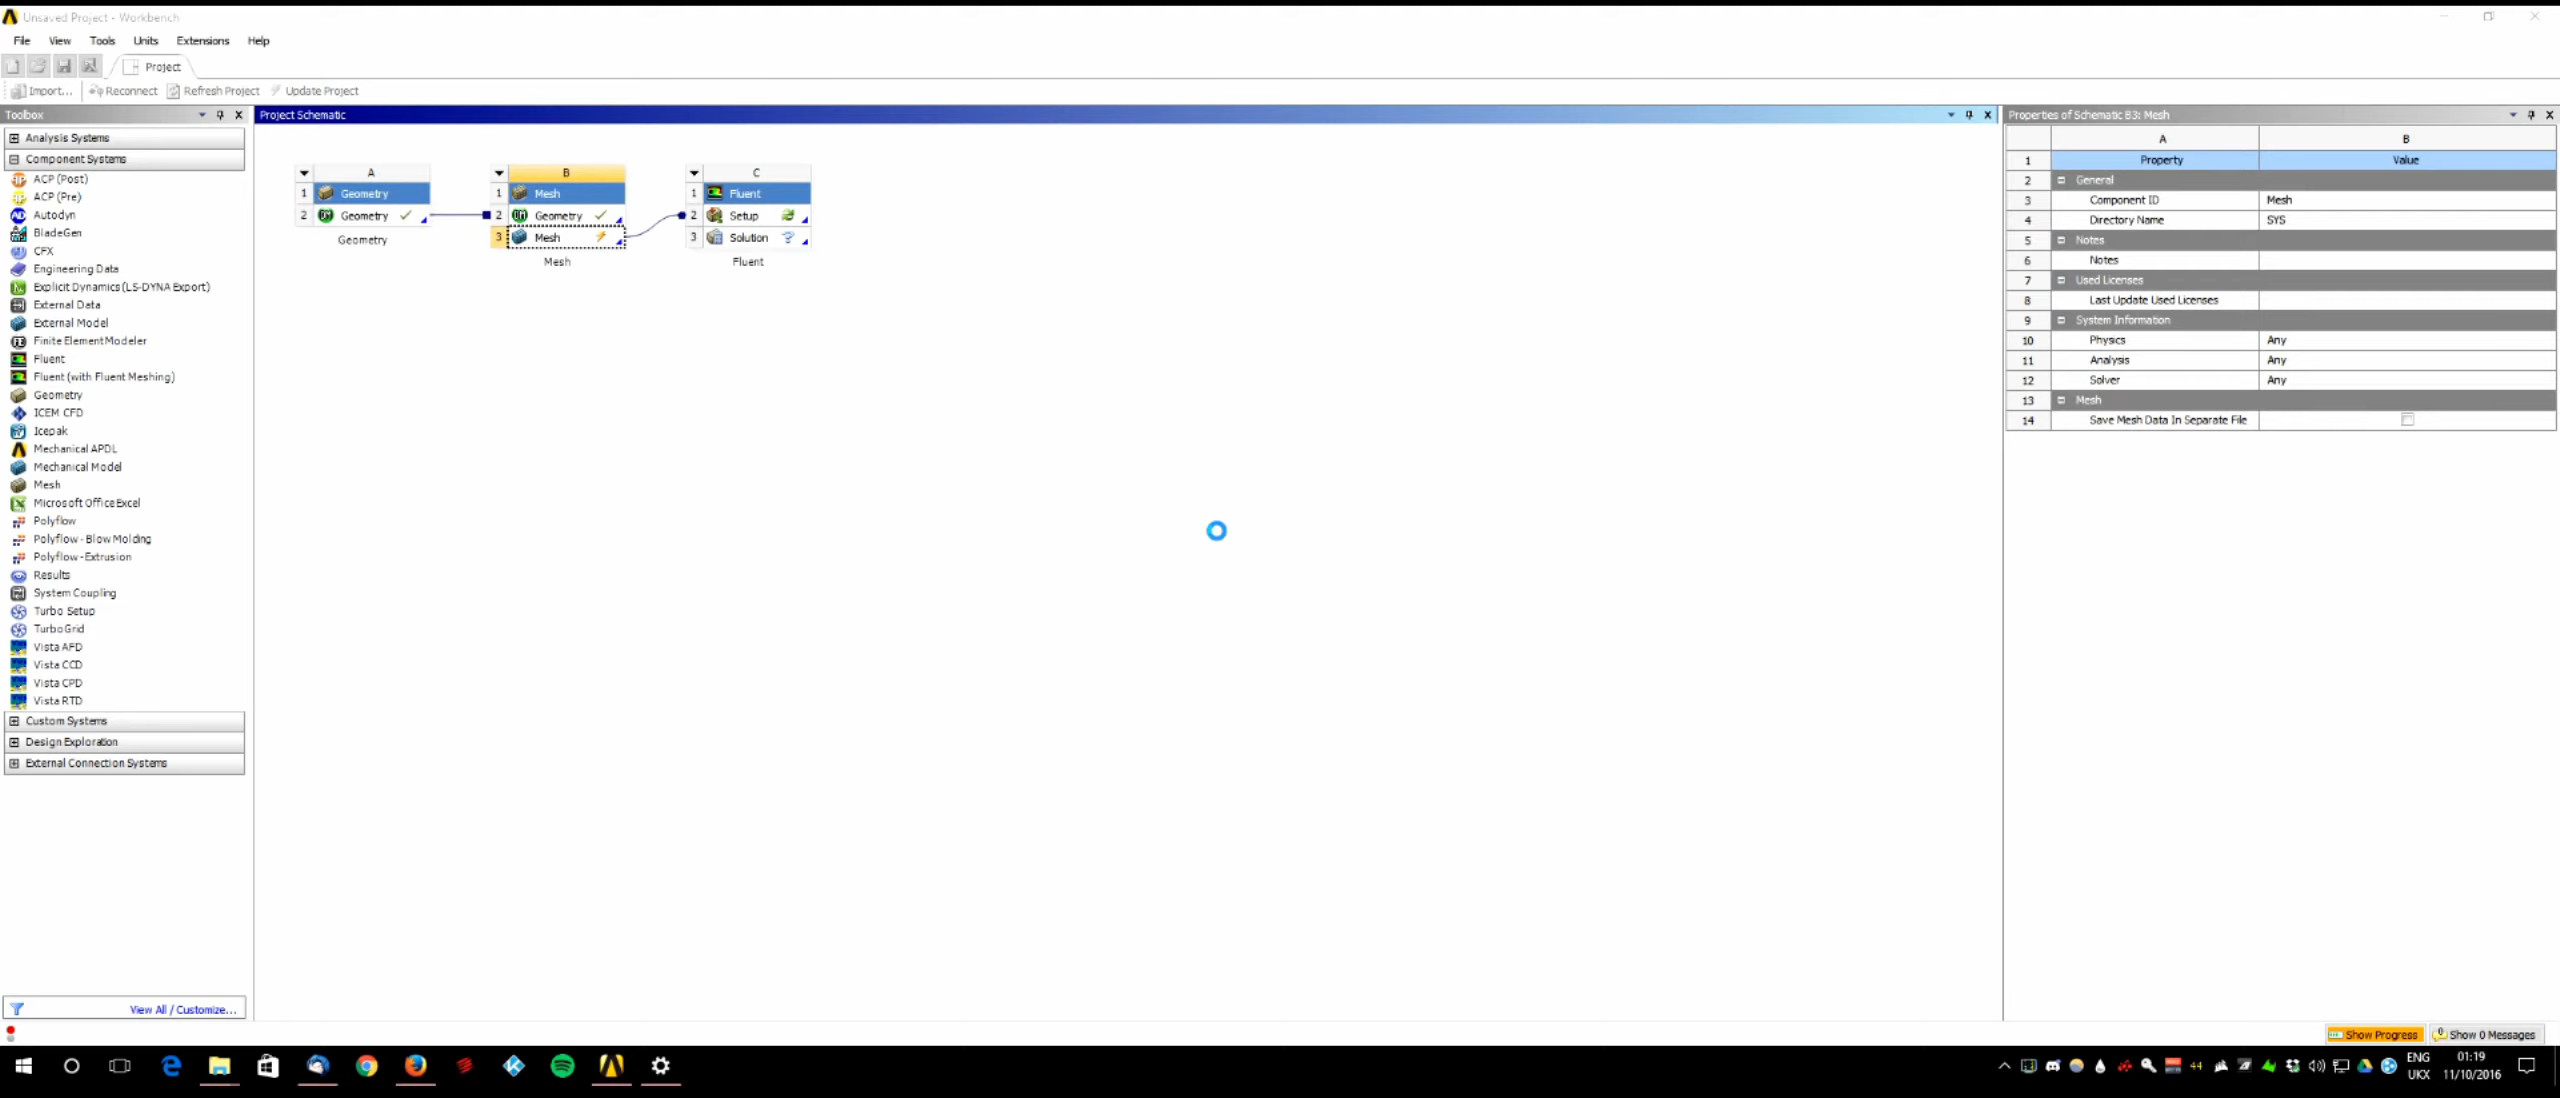 Unsaved Project - Workbench
File View Tools Units Extensions Help
Project
Import... Reconnect Refresh Project Update Project
Toolbox
Analysis Systems
Component Systems
ACP (Post)
ACP (Pre)
Autodyn
BladeGen
CFX
Engineering Data
Explicit Dynamics (LS-DYNA Export)
External Data
External Model
Finite Element Modeler
Fluent
Fluent (with Fluent Meshing)
Geometry
ICEM CFD
Icepak
Mechanical APDL
Mechanical Model
Mesh
Microsoft Office Excel
Polyflow
Polyflow - Blow Molding
Polyflow - Extrusion
Results
System Coupling
Turbo Setup
TurboGrid
Vista AFD
Vista CCD
Vista CPD
Vista RTD
Custom Systems
Design Exploration
External Connection Systems
View All / Customize...
Project Schematic
A
1 Geometry
2 Geometry
Geometry
B
1 Mesh
2 Geometry
3 Mesh
Mesh
C
1 Fluent
2 Setup
3 Solution
Fluent
Properties of Schematic B3: Mesh
A B
1 Property Value
2 General
3 Component ID Mesh
4 Directory Name SYS
5 Notes
6 Notes
7 Used Licenses
8 Last Update Used Licenses
9 System Information
10 Physics Any
11 Analysis Any
12 Solver Any
13 Mesh
14 Save Mesh Data In Separate File
Show Progress Show 0 Messages
44
ENG
UKX
01:19
11/10/2016